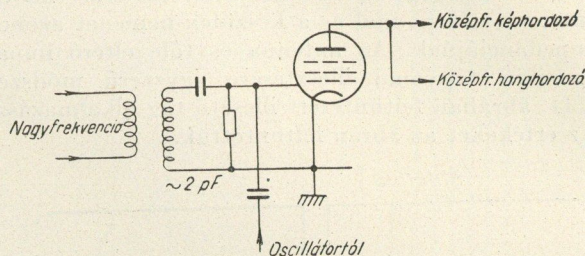 Középfr. képhordozó
Középfr. hanghordozó
Nagyfrekvencia
~2 pF
Oscillátortól